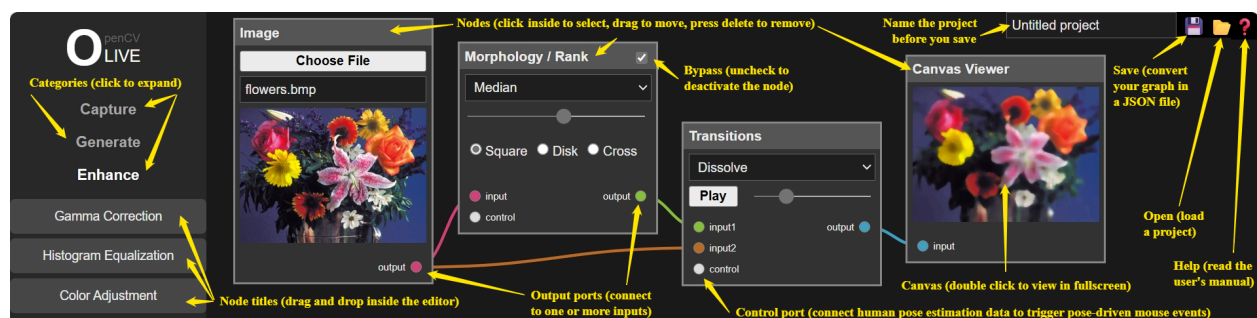 OpenCV
LIVE
Categories (click to expand)
Capture
Generate
Enhance
Gamma Correction
Histogram Equalization
Color Adjustment
Node titles (drag and drop inside the editor)
Image
Choose File
flowers.bmp
output
Nodes (click inside to select, drag to move, press delete to remove)
Morphology / Rank
Median
Square
Disk
Cross
input
output
control
Bypass (uncheck to
deactivate the node)
Output ports (connect
to one or more inputs)
Transitions
Dissolve
Play
input1
output
input2
control
Control port (connect human pose estimation data to trigger pose-driven mouse events)
Name the project
before you save
Untitled project
Canvas Viewer
input
Canvas (double click to view in fullscreen)
Save (convert
your graph in
a JSON file)
Open (load
a project)
?
Help (read the
user's manual)